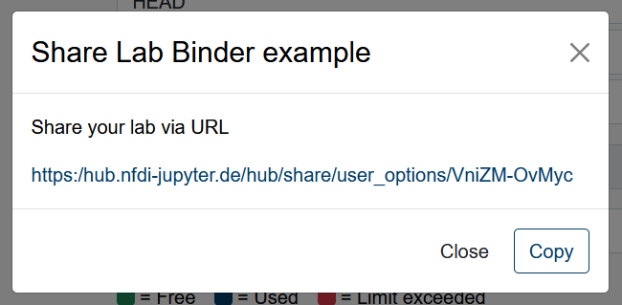 HEAD
Share Lab Binder example
Share your lab via URL
https:/hub.nfdi-jupyter.de/hub/share/user_options/VniZM-OvMyc
Close Copy
= Free = Used = Limit exceeded